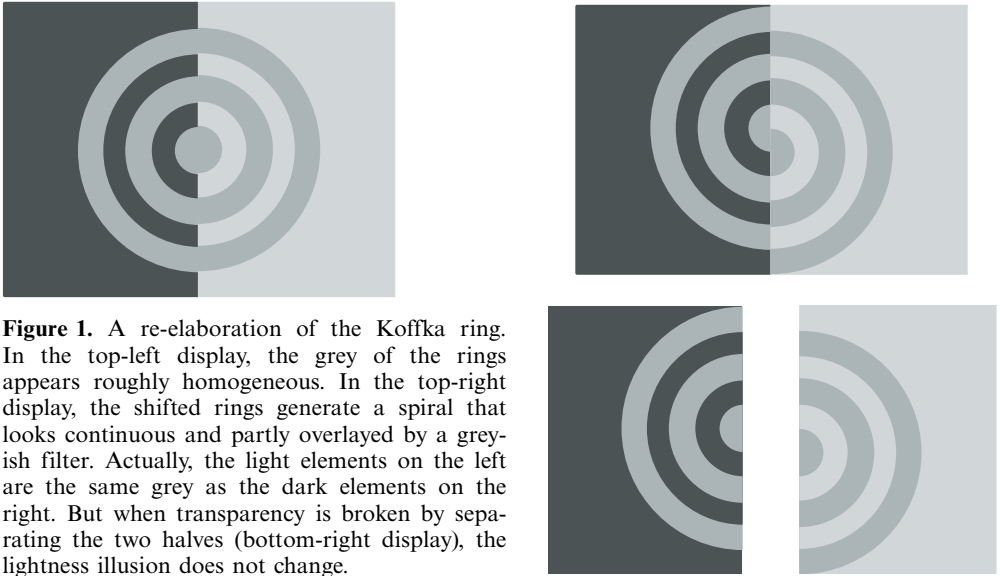 Figure 1. A re-elaboration of the Koffka ring.
In the top-left display, the grey of the rings
appears roughly homogeneous. In the top-right
display, the shifted rings generate a spiral that
looks continuous and partly overlayed by a grey-
ish filter. Actually, the light elements on the left
are the same grey as the dark elements on the
right. But when transparency is broken by sepa-
rating the two halves (bottom-right display), the
lightness illusion does not change.